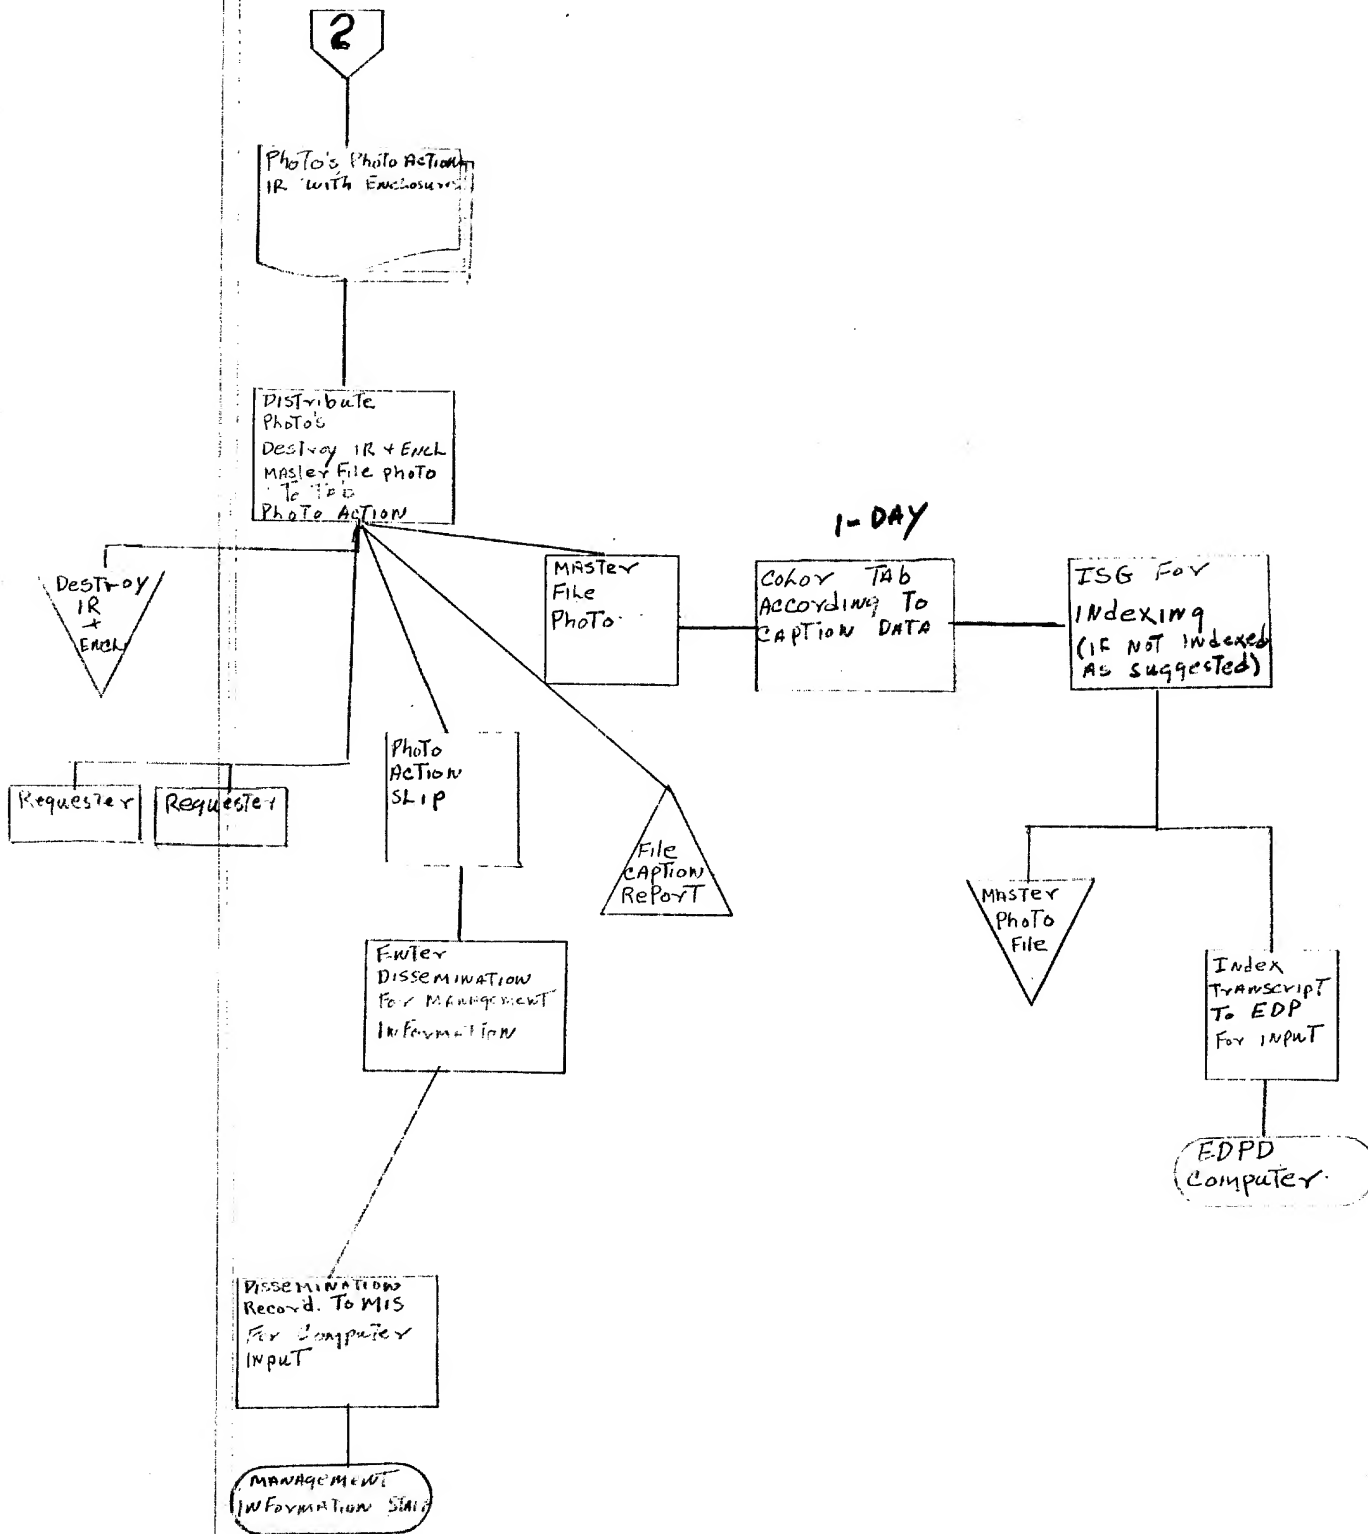 2
PhoTo's PhoTo AcTion
IR with Enclosures
DisTribute
PhoTo's
Destroy IR + Encl
Master File photo
To Tab
PhoTo AcTion
Destroy
IR
+
Encl
Requester
Requester
PhoTo
AcTion
Slip
Enter
Dissemination
For Management
Information
Dissemination
Record. To MIS
For Computer
Input
Management
Information Staff
File
Caption
Report
Master
File
PhoTo
1-DAY
Color Tab
According To
Caption Data
ISG For
Indexing
(IF NOT Indexed
As suggested)
Master
PhoTo
File
Index
Transcript
To EDP
For input
EDPD
Computer